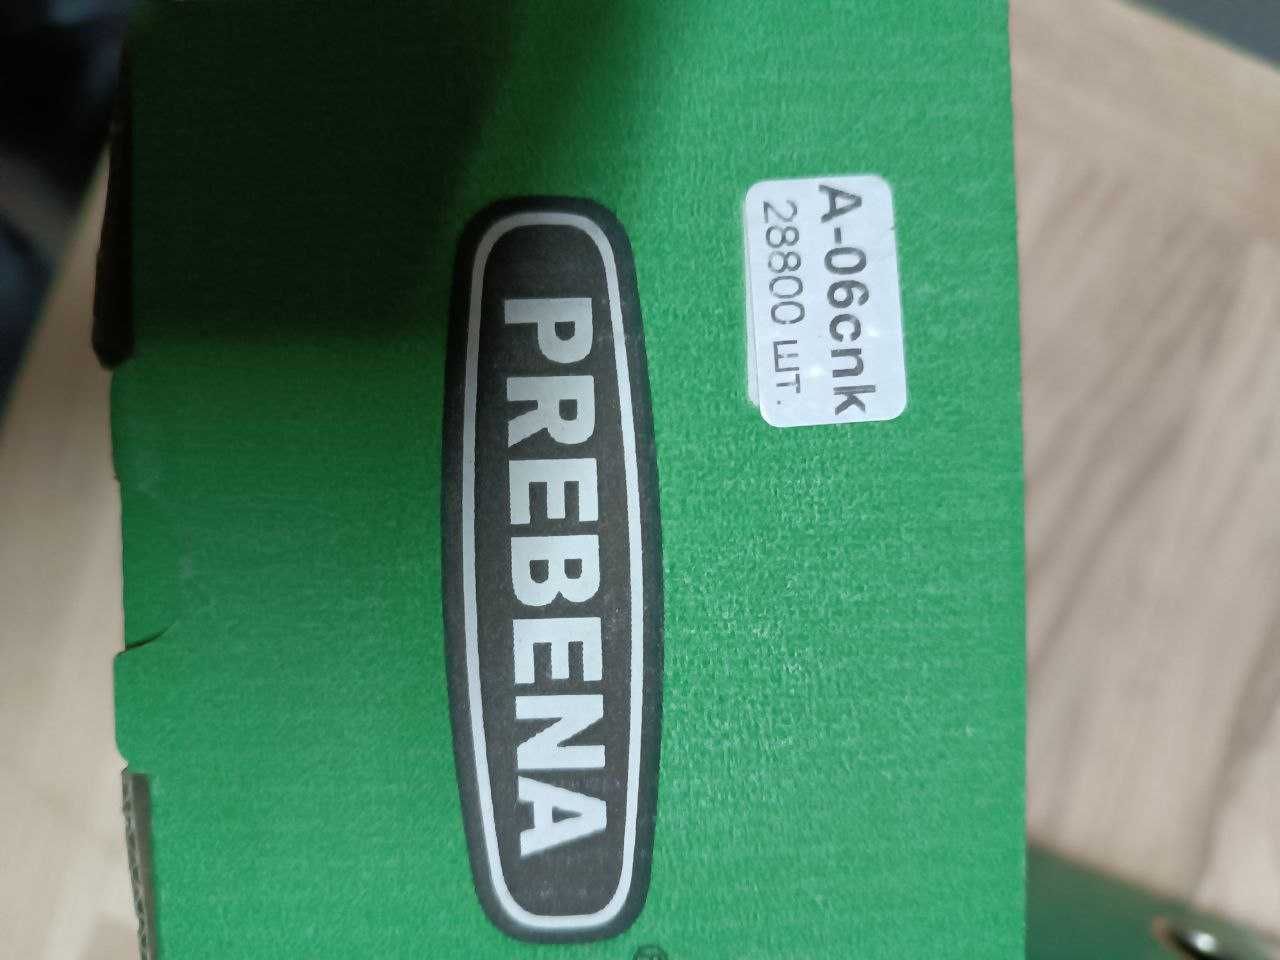 A-06cnk
28800 шт.
PREBENA
®